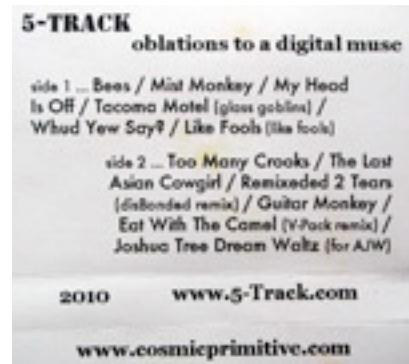 5-TRACK
oblations to a digital muse
side 1 ... Bees / Mist Monkey / My Head
Is Off / Tacoma Motel (glass goblins) /
Whud Yew Say? / Like Fools (like fools)
side 2 ... Too Many Crooks / The Last
Asian Cowgirl / Remixeded 2 Tears
(disBonded remix) / Guitar Monkey /
Eat With The Camel (V-Pack remix) /
Joshua Tree Dream Waltz (for AJW)
2010 www.5-Track.com
www.cosmicprimitive.com